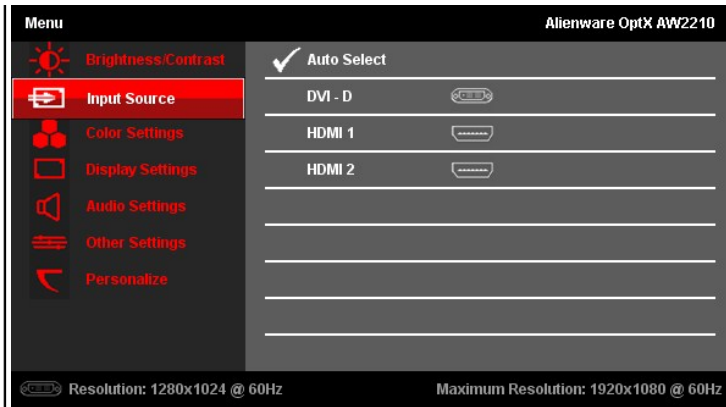 Menu Alienware OptX AW2210
Brightness/Contrast Auto Select
Input Source DVI - D
Color Settings HDMI 1
Display Settings HDMI 2
Audio Settings
Other Settings
Personalize
Resolution: 1280x1024 @ 60Hz Maximum Resolution: 1920x1080 @ 60Hz